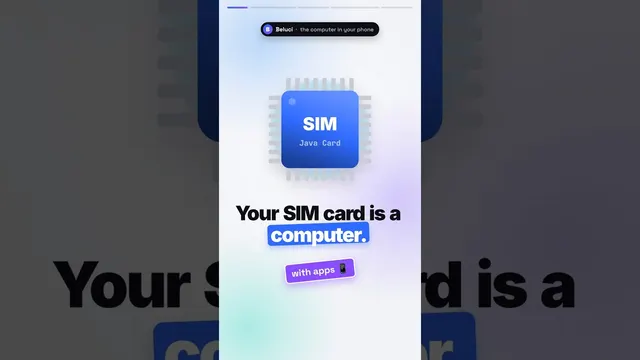 Beluci · the computer in your phone
SIM
Java Card
Your SIM card is a
computer.
with apps 📱